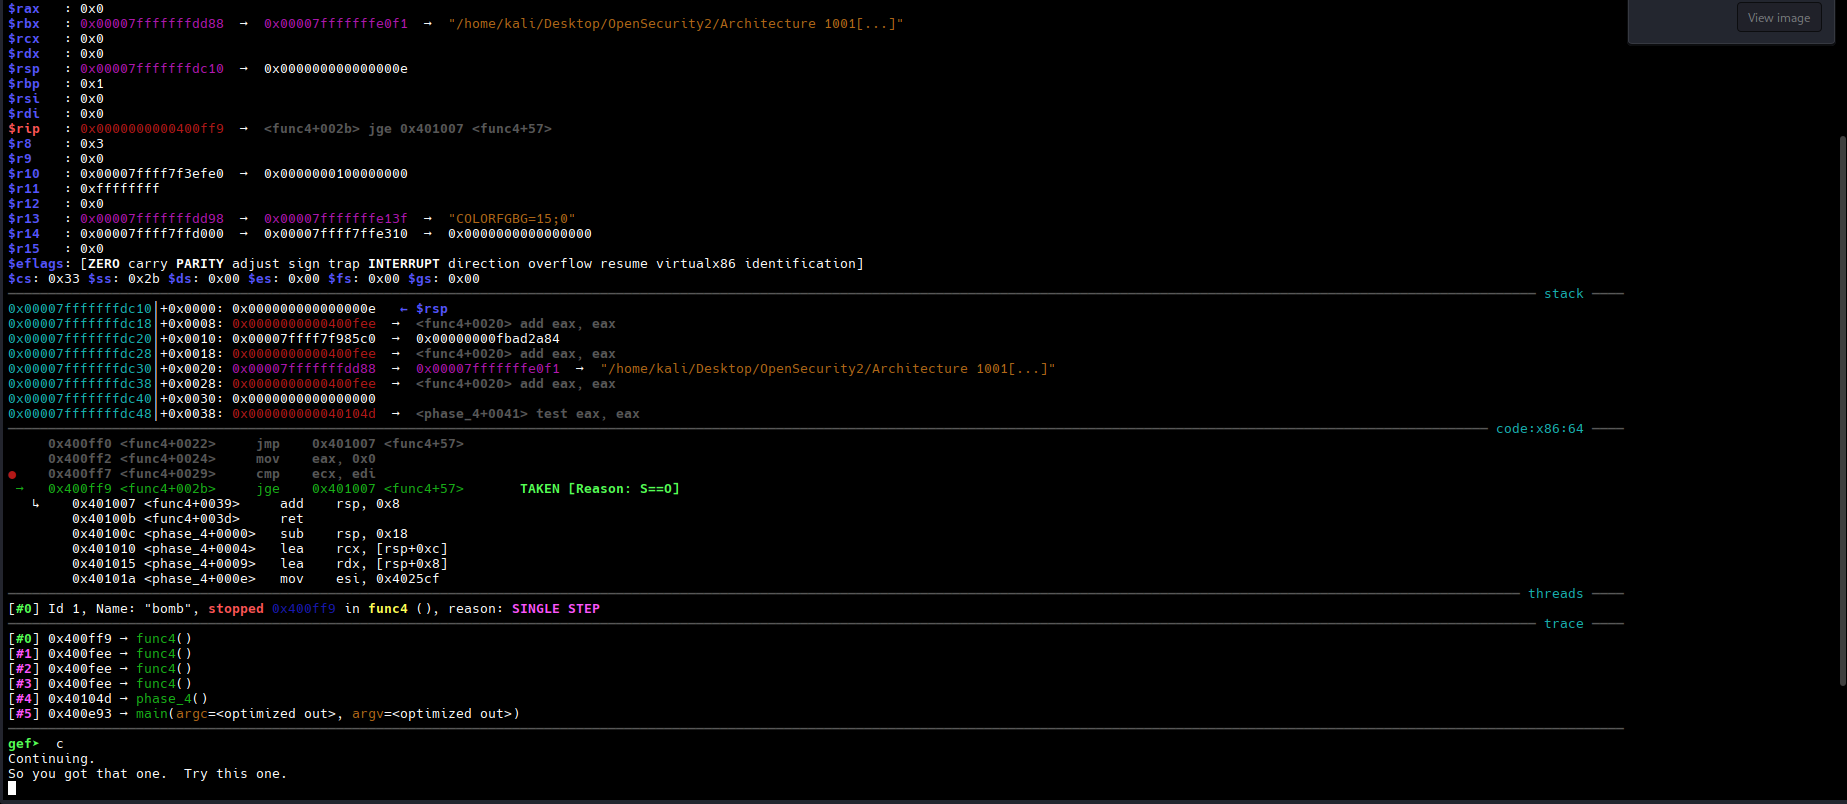 $rax   : 0x0
View image
$rbx   : 0x00007fffffffdd88  →  0x00007fffffffe0f1  →  "/home/kali/Desktop/OpenSecurity2/Architecture 1001[...]"
$rcx   : 0x0
$rdx   : 0x0
$rsp   : 0x00007fffffffdc10  →  0x000000000000000e
$rbp   : 0x1
$rsi   : 0x0
$rdi   : 0x0
$rip   : 0x0000000000400ff9  →  <func4+002b> jge 0x401007 <func4+57>
$r8    : 0x3
$r9    : 0x0
$r10   : 0x00007ffff7f3efe0  →  0x0000000100000000
$r11   : 0xffffffff
$r12   : 0x0
$r13   : 0x00007fffffffdd98  →  0x00007fffffffe13f  →  "COLORFGBG=15;0"
$r14   : 0x00007ffff7ffd000  →  0x00007ffff7ffe310  →  0x0000000000000000
$r15   : 0x0
$eflags: [ZERO carry PARITY adjust sign trap INTERRUPT direction overflow resume virtualx86 identification]
$cs: 0x33 $ss: 0x2b $ds: 0x00 $es: 0x00 $fs: 0x00 $gs: 0x00
stack
0x00007fffffffdc10│+0x0000: 0x000000000000000e   ← $rsp
0x00007fffffffdc18│+0x0008: 0x0000000000400fee  →  <func4+0020> add eax, eax
0x00007fffffffdc20│+0x0010: 0x00007ffff7f985c0  →  0x00000000fbad2a84
0x00007fffffffdc28│+0x0018: 0x0000000000400fee  →  <func4+0020> add eax, eax
0x00007fffffffdc30│+0x0020: 0x00007fffffffdd88  →  0x00007fffffffe0f1  →  "/home/kali/Desktop/OpenSecurity2/Architecture 1001[...]"
0x00007fffffffdc38│+0x0028: 0x0000000000400fee  →  <func4+0020> add eax, eax
0x00007fffffffdc40│+0x0030: 0x0000000000000000
0x00007fffffffdc48│+0x0038: 0x000000000040104d  →  <phase_4+0041> test eax, eax
code:x86:64
0x400ff0 <func4+0022>     jmp    0x401007 <func4+57>
0x400ff2 <func4+0024>     mov    eax, 0x0
●    0x400ff7 <func4+0029>     cmp    ecx, edi
→   0x400ff9 <func4+002b>     jge    0x401007 <func4+57>       TAKEN [Reason: S==O]
↳    0x401007 <func4+0039>     add    rsp, 0x8
0x40100b <func4+003d>     ret
0x40100c <phase_4+0000>   sub    rsp, 0x18
0x401010 <phase_4+0004>   lea    rcx, [rsp+0xc]
0x401015 <phase_4+0009>   lea    rdx, [rsp+0x8]
0x40101a <phase_4+000e>   mov    esi, 0x4025cf
threads
[#0] Id 1, Name: "bomb", stopped 0x400ff9 in func4 (), reason: SINGLE STEP
trace
[#0] 0x400ff9 → func4()
[#1] 0x400fee → func4()
[#2] 0x400fee → func4()
[#3] 0x400fee → func4()
[#4] 0x40104d → phase_4()
[#5] 0x400e93 → main(argc=<optimized out>, argv=<optimized out>)
gef➤  c
Continuing.
So you got that one.  Try this one.